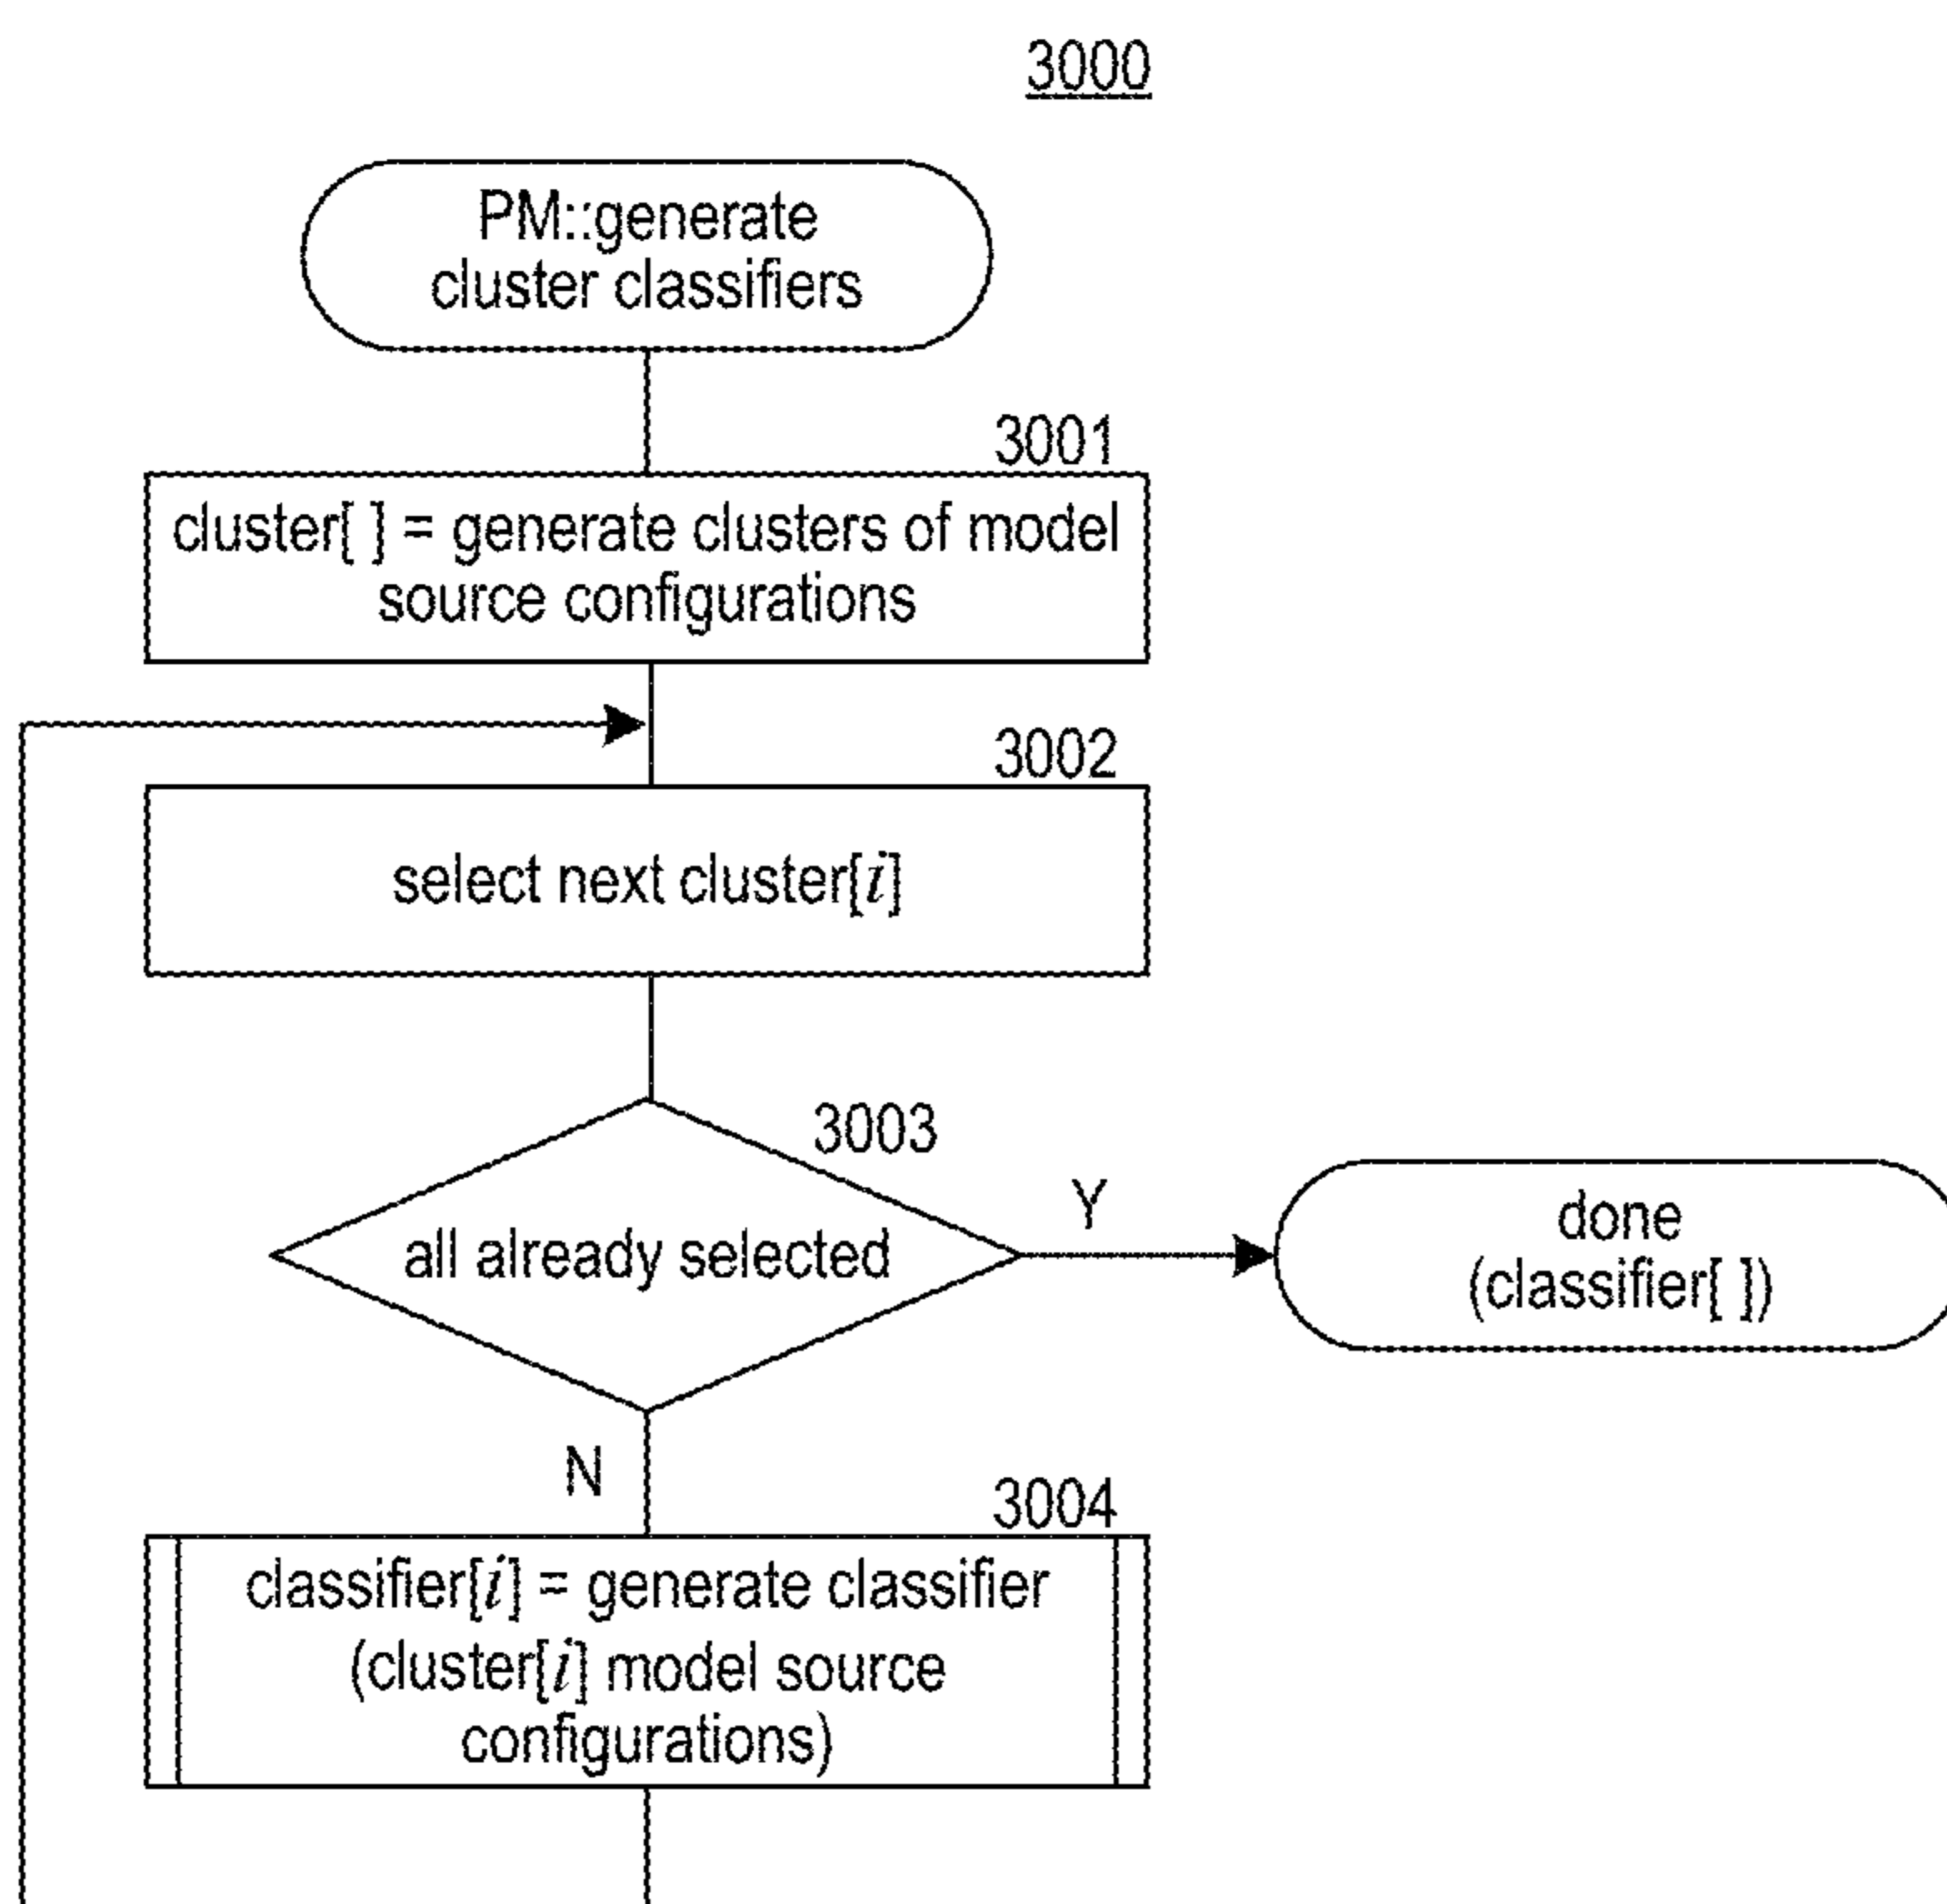 3000
PM::generate
cluster classifiers
3001
cluster[ ] = generate clusters of model
source configurations
3002
select next cluster[i]
3003
all already selected
Y
done
(classifier[ ])
N
3004
classifier[i] = generate classifier
(cluster[i] model source
configurations)